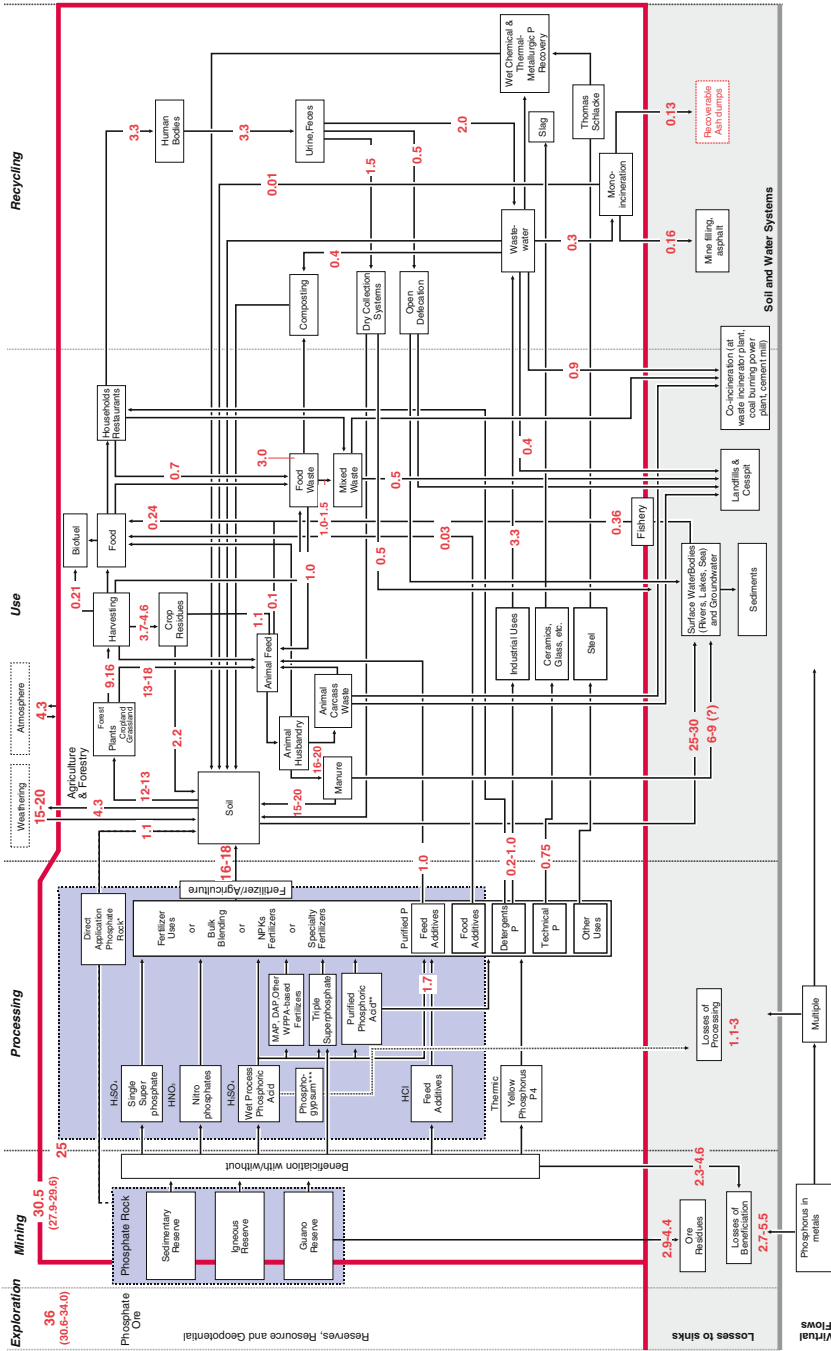 Exploration
Mining
Processing
Use
Recycling
36
(30.6-34.0)
30.5
(27.9-29.6)
25
Phosphate
Ore
Reserves, Resource and Geopotential
Phosphate Rock
Sedimentary
Reserve
Igneous
Reserve
Guano
Reserve
Beneficiation with/without
H₂SO₄
Single
Super
phosphate
HNO₃
Nitro
phosphates
H₂SO₄
Wet Process
Phosphoric
Acid
Phospho-
gypsum***
HCl
Feed
Additives
Thermic
Yellow
Phosphorus
P4
Direct
Application
Phosphate
Rock*
MAP, DAP,Other
WPPA-based
Fertilizers
Triple
Superphosphate
Purified
Phosphoric
Acid**
1.7
Fertilizer
Uses
or
Bulk
Blending
or
NPKs
Fertilizers
or
Specialty
Fertilizers
Purified P
Feed
Additives
Food
Additives
Detergents
P
Technical
P
Other
Uses
Fertilizer/Agriculture
16-18
1.0
0.2-1.0
0.75
Weathering
15-20
Atmosphere
4.3
Agriculture
& Forestry
1.1
4.3
12-13
Soil
2.2
15-20
Forest
Plants
Cropland
Grassland
9.16
13-18
Harvesting
0.21
3.7-4.6
Crop
Residues
Biofuel
Food
0.24
1.1
0.1
1.0
Animal Feed
Animal
Husbandry
16-20
Manure
Animal
Carcass
Waste
Industrial Uses
Ceramics,
Glass, etc.
Steel
Households
Restaurants
0.7
3.0
Food
Waste
1.0-1.5
Mixed
Waste
0.5
0.5
0.03
3.3
0.4
0.9
0.36
Fishery
3.3
Human
Bodies
3.3
Urine,Feces
1.5
0.5
2.0
0.01
Composting
0.4
Dry Collection
Systems
Open
Defecation
Waste-
water
0.3
Mono-
incineration
Wet Chemical &
Thermal-
Metallurgic P
Recovery
Slag
Thomas
Schlacke
0.13
0.16
Recoverable
Ash dumps
Mine filling,
asphalt
Soil and Water Systems
Co-incineration (at
waste incinerator plant,
coal burning power
plant, cement mill)
Landfills &
Cesspit
Surface WaterBodies
(Rivers, Lakes, Sea)
and Groundwater
Sediments
25-30
6-9 (?)
Losses to sinks
2.9-4.4
Ore
Residues
2.3-4.6
Losses of
Beneficiation
2.7-5.5
Losses of
Processing
1.1-3
Virtual
Flows
Phosphorus in
metals
Multiple